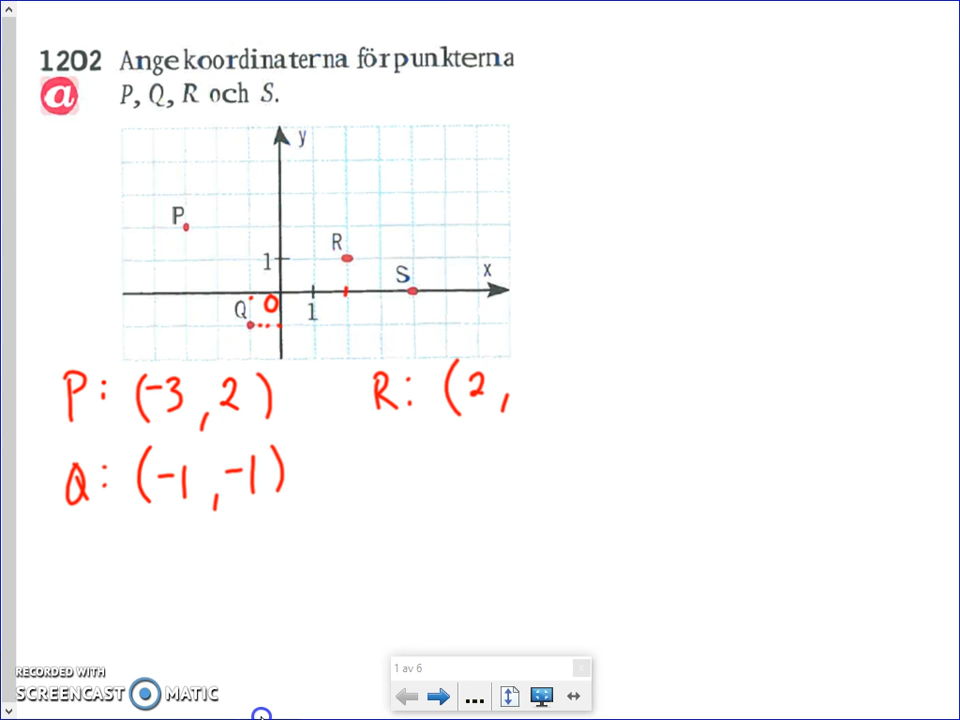 1202 Ange koordinaterna för punkterna
a P, Q, R och S.
y
P
R
1
S x
Q 0 1
P: (-3, 2) R: (2,
Q: (-1, -1)
1 av 6
RECORDED WITH
SCREENCAST MATIC